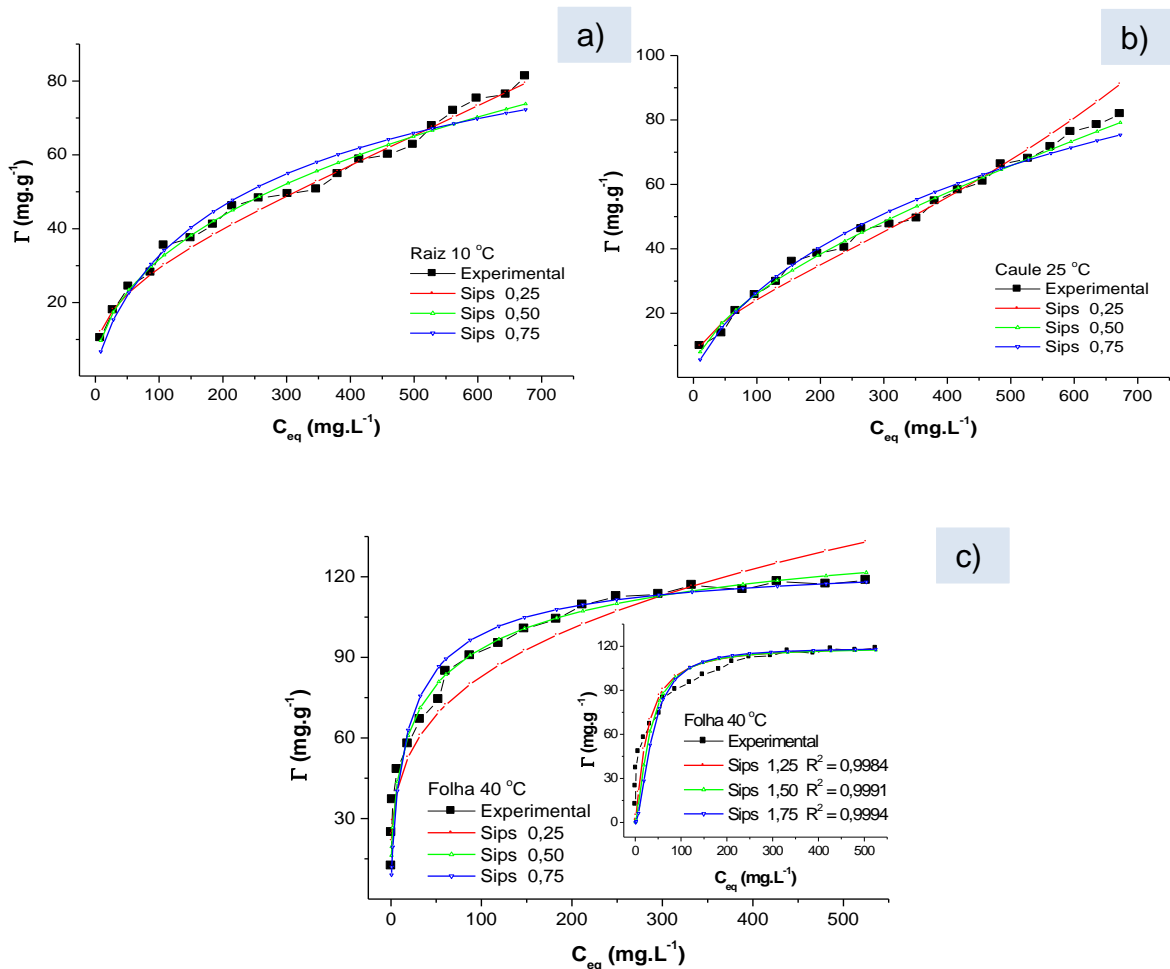 a)
Γ (mg.g-1)
80
60
40
20
0 100 200 300 400 500 600 700
Ceq (mg.L-1)
Raiz 10 °C
Experimental
Sips 0,25
Sips 0,50
Sips 0,75
b)
Γ (mg.g-1)
100
80
60
40
20
0
0 100 200 300 400 500 600 700
Ceq (mg.L-1)
Caule 25 °C
Experimental
Sips 0,25
Sips 0,50
Sips 0,75
c)
Γ (mg.g-1)
120
90
60
30
0 100 200 300 400 500
Ceq (mg.L-1)
Folha 40 °C
Experimental
Sips 0,25
Sips 0,50
Sips 0,75
Γ (mg.g-1)
120
90
60
30
0
0 100 200 300 400 500
Ceq (mg.L-1)
Folha 40 °C
Experimental
Sips 1,25 R² = 0,9984
Sips 1,50 R² = 0,9991
Sips 1,75 R² = 0,9994